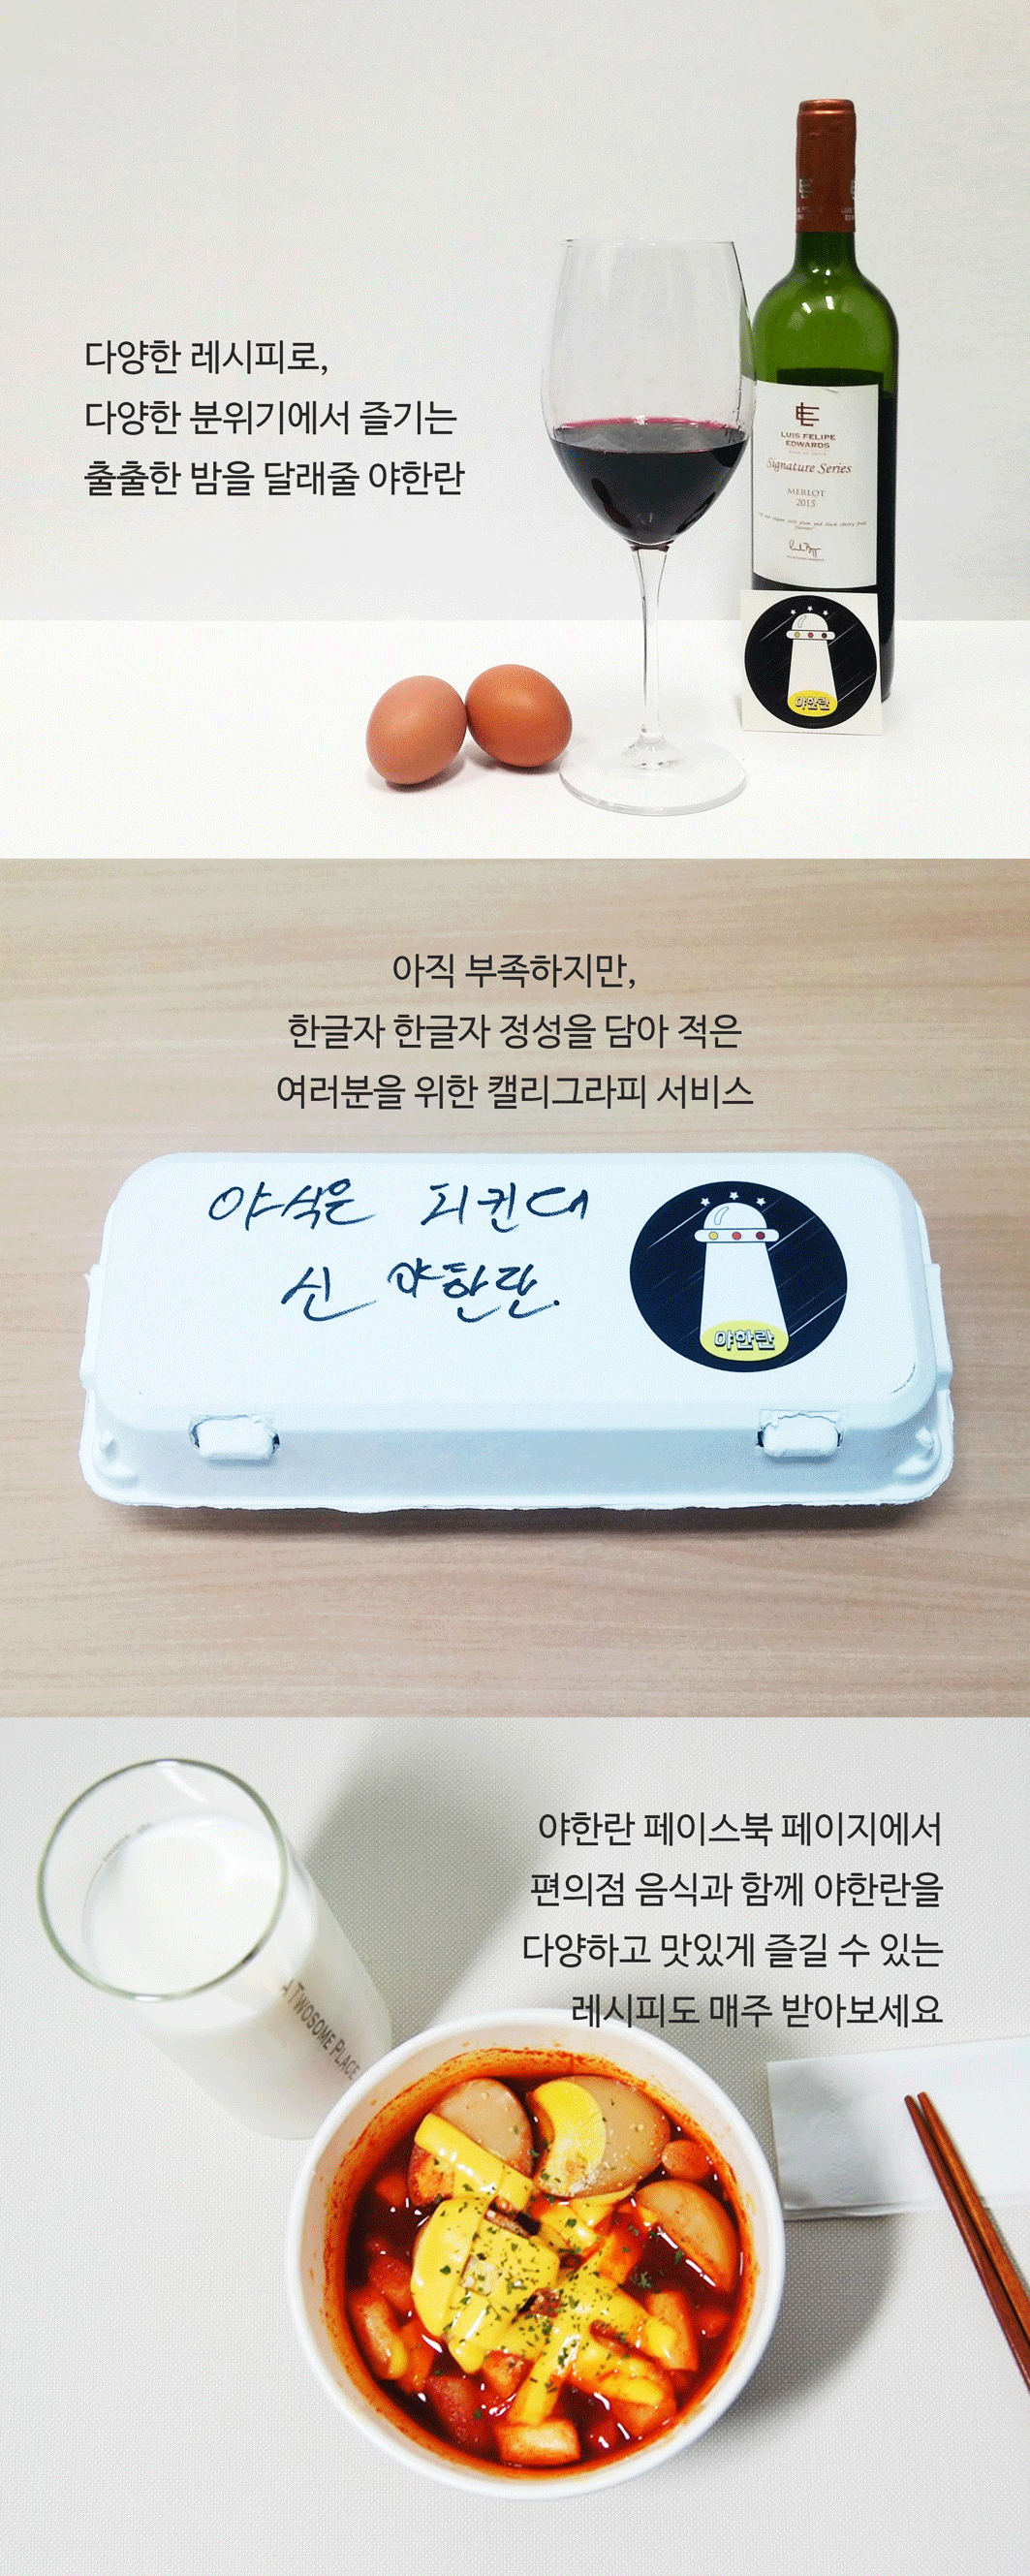 다양한 레시피로,
다양한 분위기에서 즐기는
출출한 밤을 달래줄 야한란
LUIS FELIPE
EDWARDS
Signature Series
MERLOT
2015
야한란
아직 부족하지만,
한글자 한글자 정성을 담아 적은
여러분을 위한 캘리그라피 서비스
야식은 피퀀대
신 야한란.
야한란
야한란 페이스북 페이지에서
편의점 음식과 함께 야한란을
다양하고 맛있게 즐길 수 있는
레시피도 매주 받아보세요
A TWOSOME PLACE